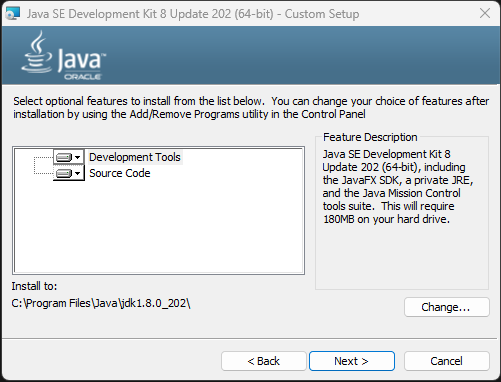 Java SE Development Kit 8 Update 202 (64-bit) - Custom Setup
Java
ORACLE
Select optional features to install from the list below.  You can change your choice of features after
installation by using the Add/Remove Programs utility in the Control Panel
Development Tools
Source Code
Feature Description
Java SE Development Kit 8
Update 202 (64-bit), including
the JavaFX SDK, a private JRE,
and the Java Mission Control
tools suite.  This will require
180MB on your hard drive.
Install to:
C:\Program Files\Java\jdk1.8.0_202\
Change...
< Back
Next >
Cancel